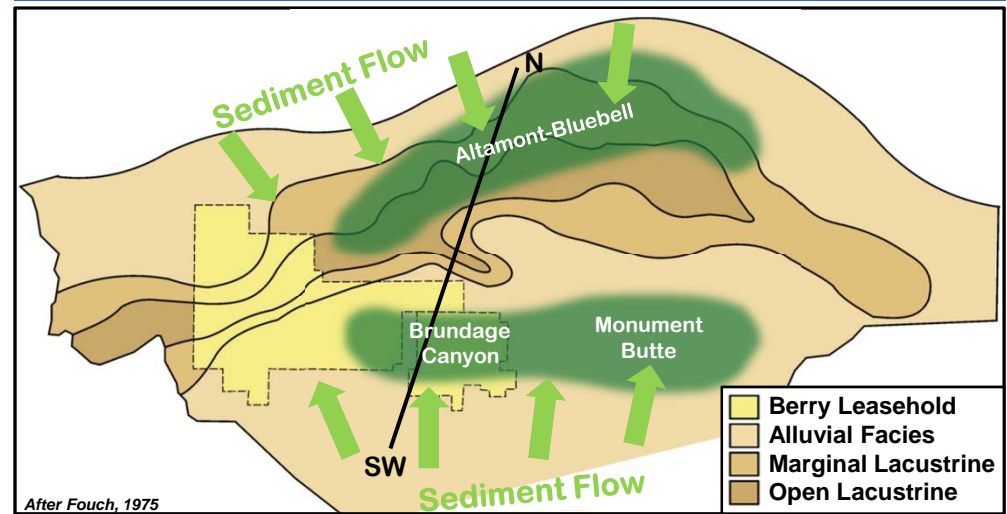 Sediment Flow
N
Altamont-Bluebell
Brundage
Canyon
Monument
Butte
SW
Sediment Flow
Berry Leasehold
Alluvial Facies
Marginal Lacustrine
Open Lacustrine
After Fouch, 1975